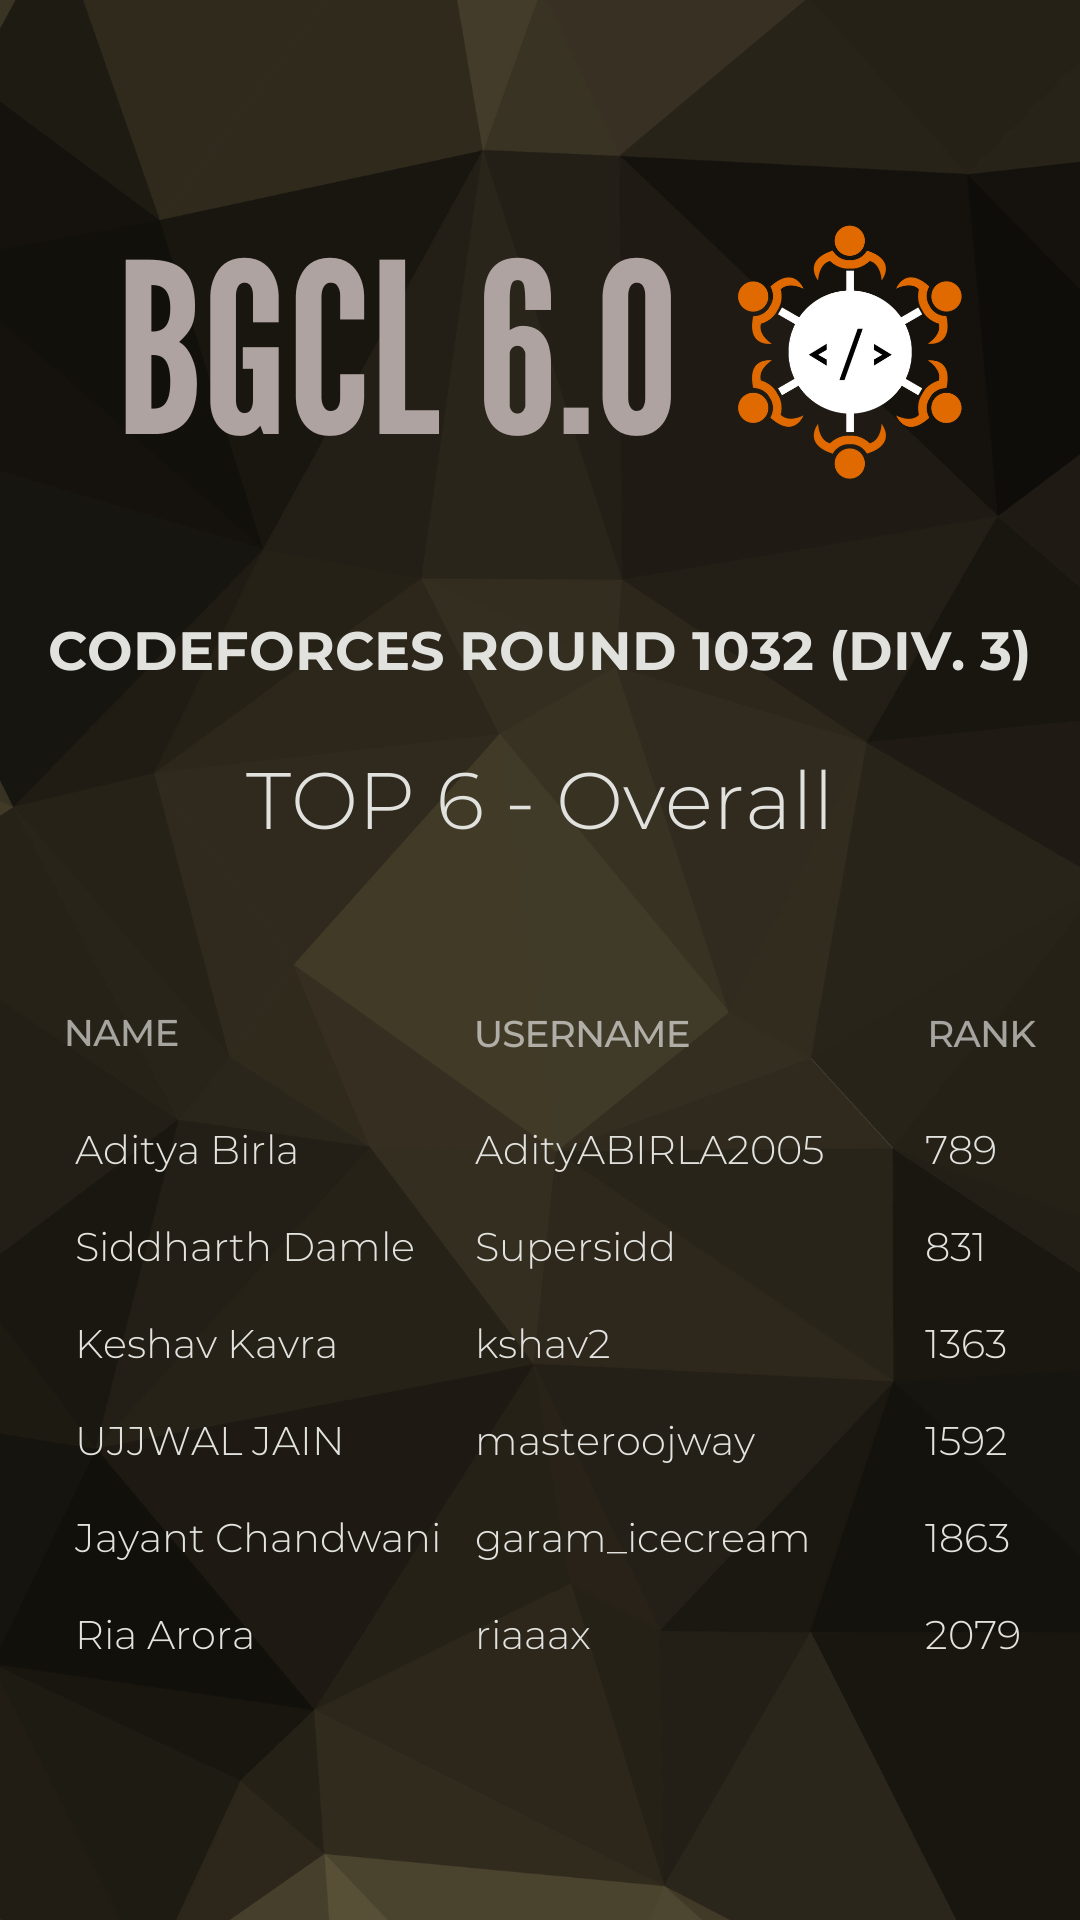 BGCL 6.0
</>
CODEFORCES ROUND 1032 (DIV. 3)
TOP 6 - Overall
NAME USERNAME RANK
Aditya Birla AdityABIRLA2005 789
Siddharth Damle Supersidd 831
Keshav Kavra kshav2 1363
UJJWAL JAIN masteroojway 1592
Jayant Chandwani garam_icecream 1863
Ria Arora riaaax 2079